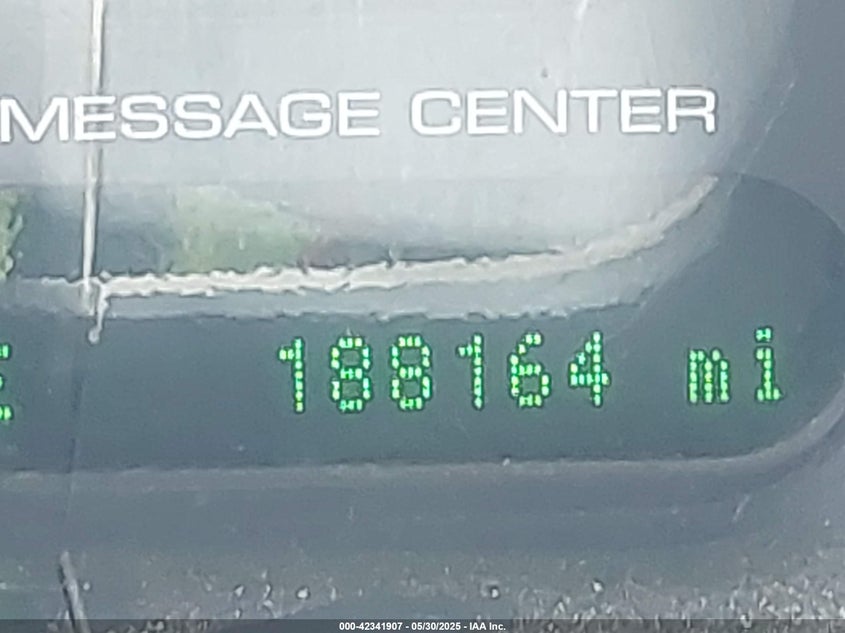 MESSAGE CENTER
E 188164 mi
000-42341907 - 05/30/2025 - IAA Inc.